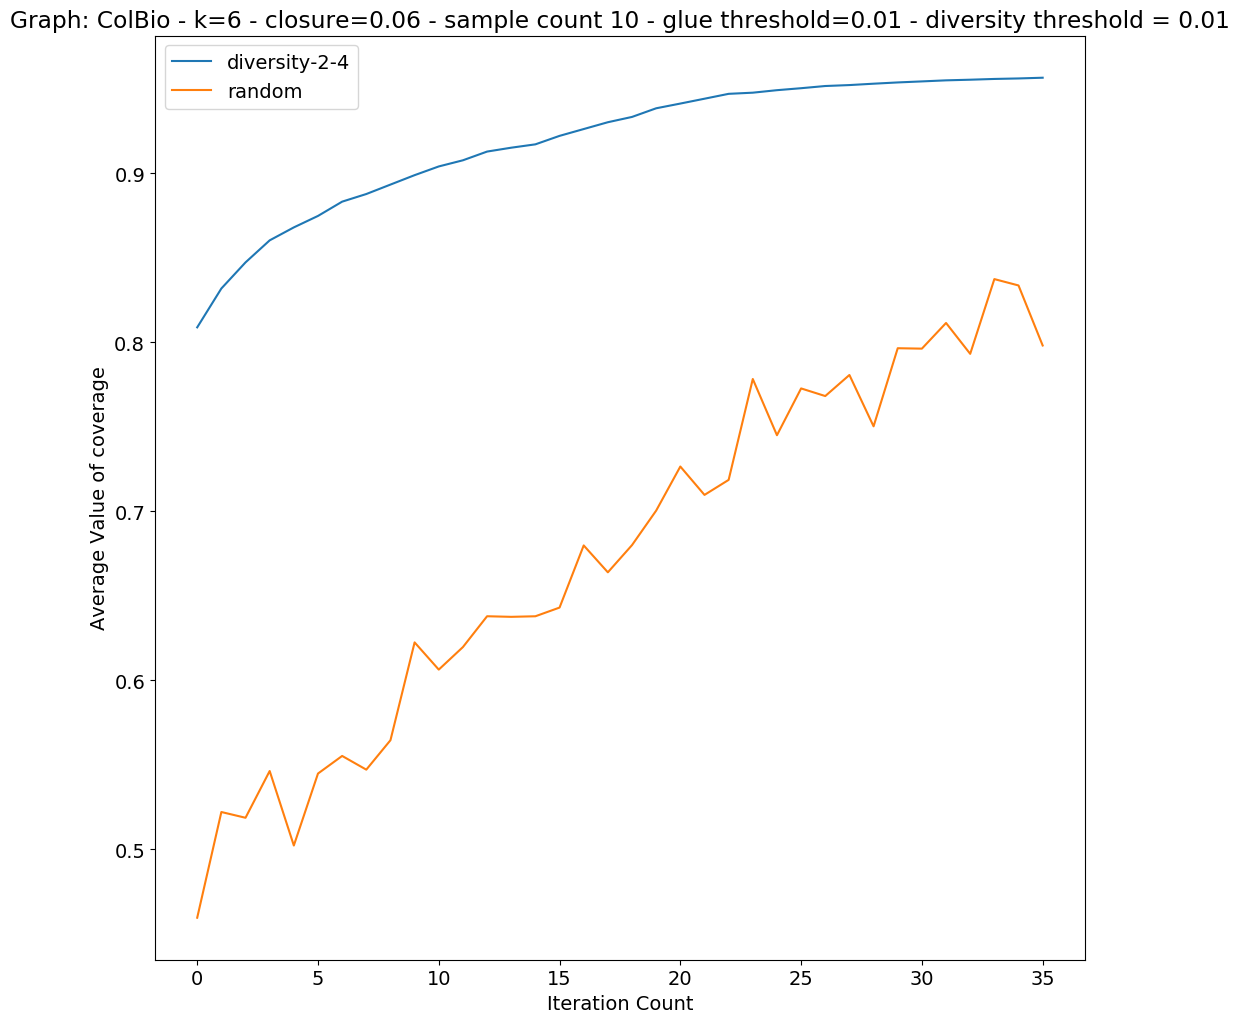 Graph: ColBio - k=6 - closure=0.06 - sample count 10 - glue threshold=0.01 - diversity threshold = 0.01
diversity-2-4
random
0.9
0.8
0.7
0.6
0.5
Average Value of coverage
0 5 10 15 20 25 30 35
Iteration Count